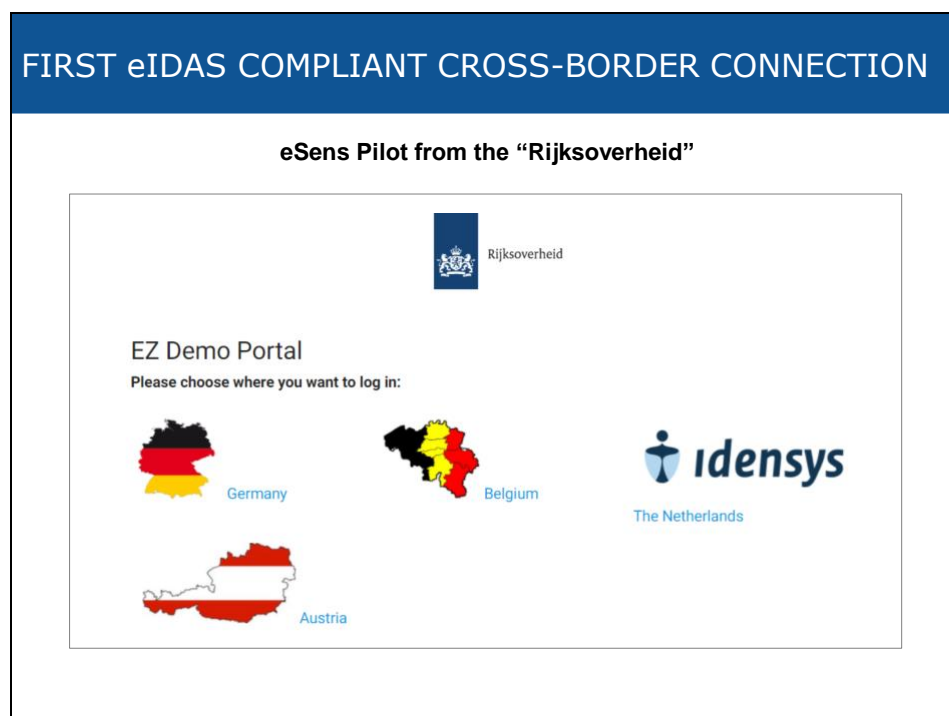 FIRST eIDAS COMPLIANT CROSS-BORDER CONNECTION
eSens Pilot from the “Rijksoverheid”
Rijksoverheid
EZ Demo Portal
Please choose where you want to log in:
Germany
Belgium
idensys
The Netherlands
Austria